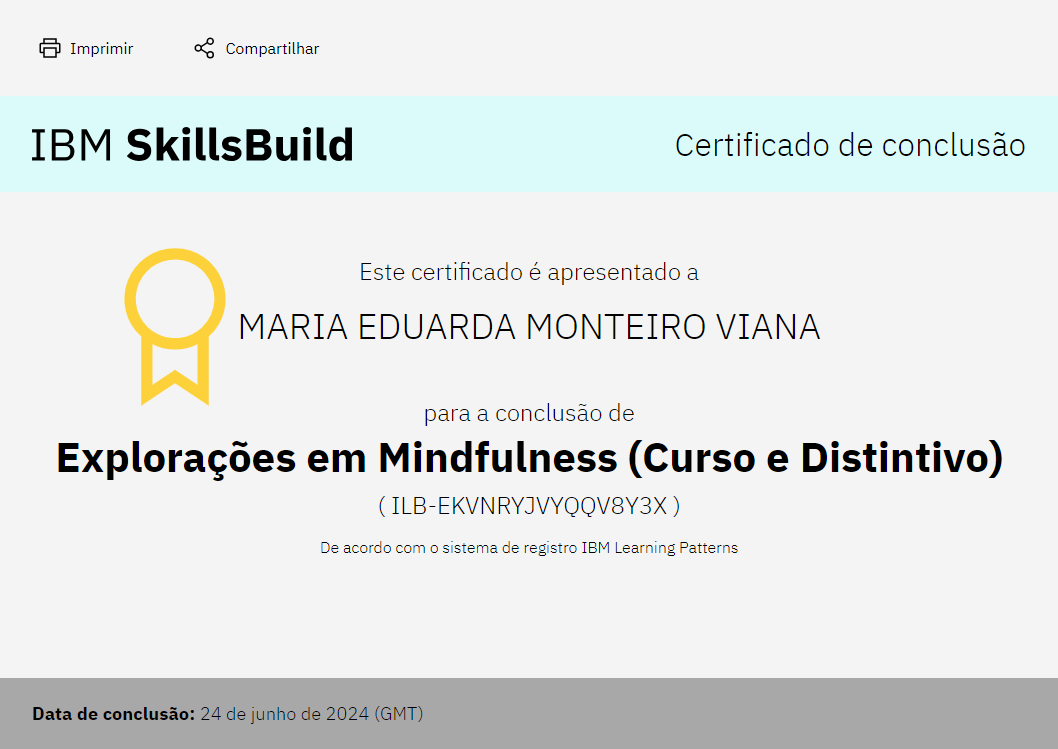 Imprimir Compartilhar
IBM SkillsBuild Certificado de conclusão
Este certificado é apresentado a
MARIA EDUARDA MONTEIRO VIANA
para a conclusão de
Explorações em Mindfulness (Curso e Distintivo)
( ILB-EKVNRYJVYQQV8Y3X )
De acordo com o sistema de registro IBM Learning Patterns
Data de conclusão: 24 de junho de 2024 (GMT)